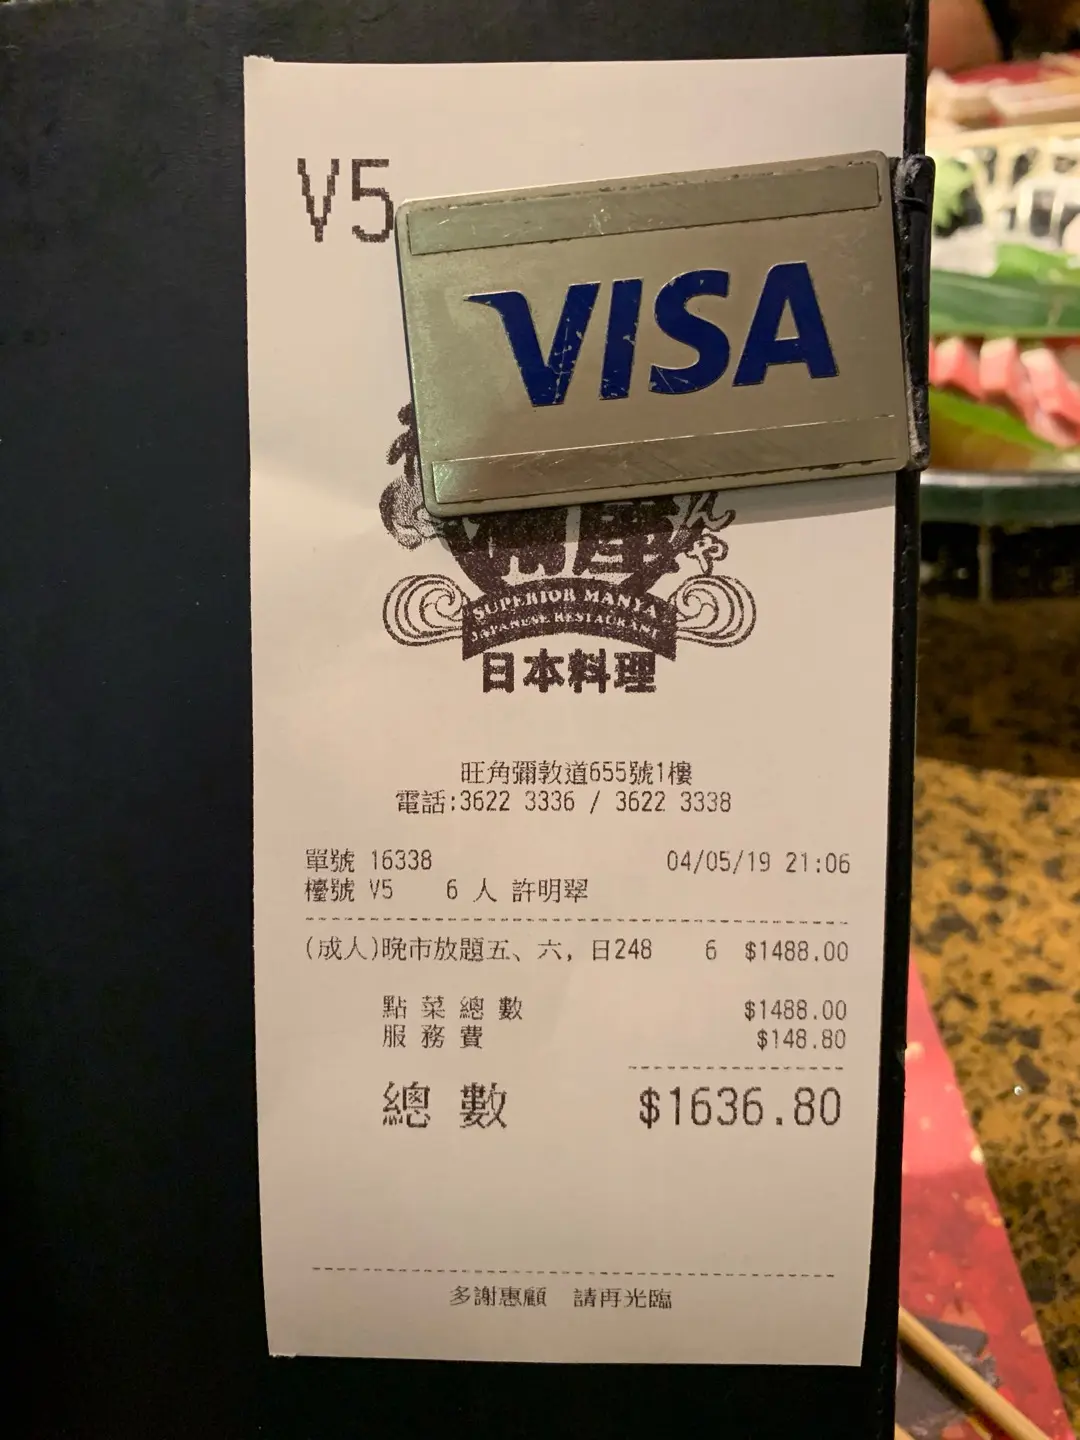 V5
VISA
んや
SUPERIOR MANYA
JAPANESE RESTAURANT
日本料理
旺角彌敦道655號1樓
電話:3622 3336 / 3622 3338
單號 16338 04/05/19 21:06
檯號 V5 6 人 許明翠
(成人)晚市放題五、六, 日248 6 $1488.00
點菜總數 $1488.00
服務費 $148.80
總數 $1636.80
多謝惠顧 請再光臨